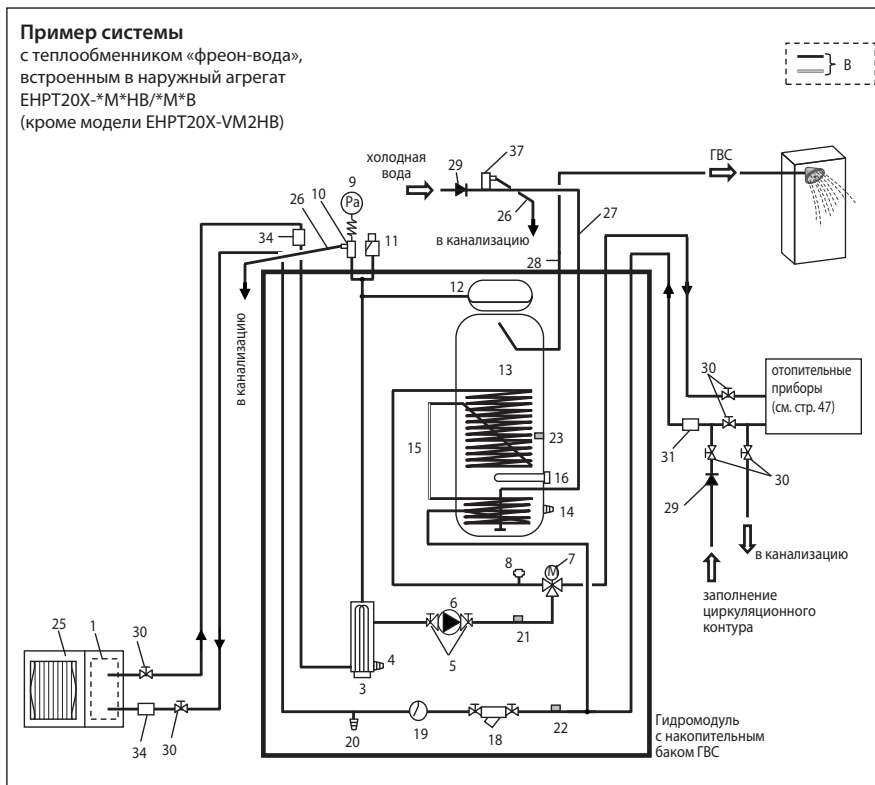 Пример системы
с теплообменником «фреон-вода»,
встроенным в наружный агрегат
EHPT20X-*M*HB/*M*B
(кроме модели EHPT20X-VM2HB)
B
холодная
вода
29
37
ГВС
9
Pa
10
26
34
11
26
в канализацию
27
28
12
в канализацию
13
30
отопительные
приборы
(см. стр. 47)
15
23
31
30
16
14
29
8
7
M
в канализацию
6
21
заполнение
циркуляционного
контура
25
1
30
4
5
3
34
30
20
19
18
22
Гидромодуль
с накопительным
баком ГВС